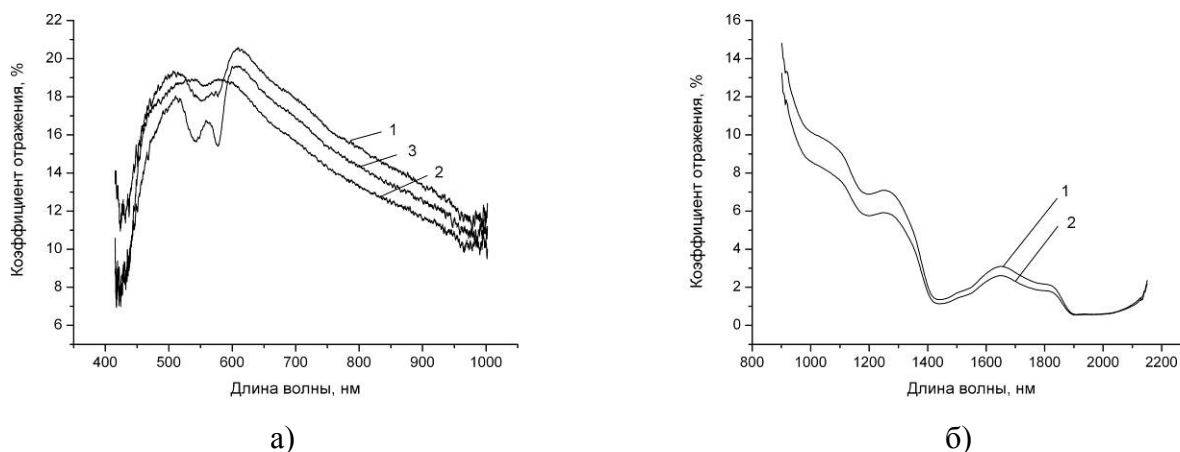 Коэффициент отражения, %
22
20
18
16
14
12
10
8
6
1
3
2
400 500 600 700 800 900 1000
Длина волны, нм
а)
Коэффициент отражения, %
16
14
12
10
8
6
4
2
0
1
2
800 1000 1200 1400 1600 1800 2000 2200
Длина волны, нм
б)